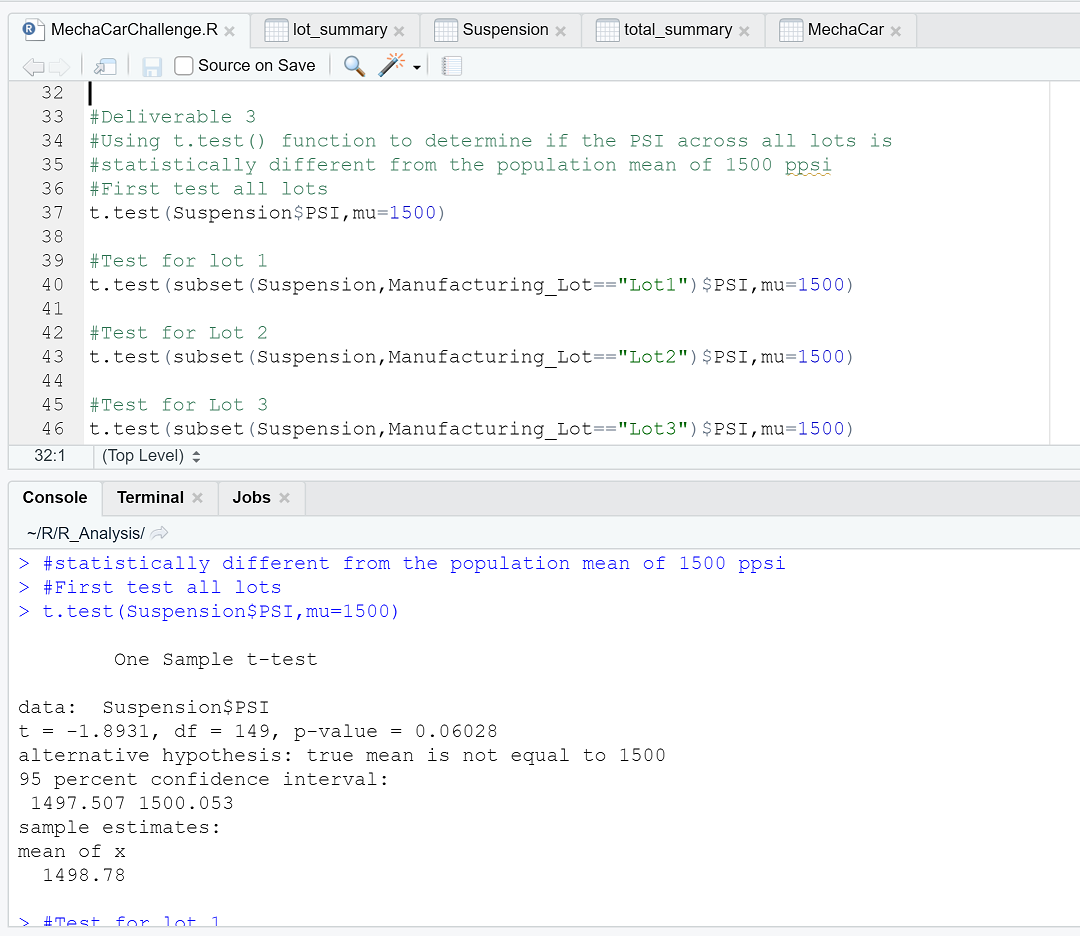 MechaCarChallenge.R lot_summary Suspension total_summary MechaCar
Source on Save
32
33 #Deliverable 3
34 #Using t.test() function to determine if the PSI across all lots is
35 #statistically different from the population mean of 1500 ppsi
36 #First test all lots
37 t.test(Suspension$PSI,mu=1500)
38
39 #Test for lot 1
40 t.test(subset(Suspension,Manufacturing_Lot=="Lot1")$PSI,mu=1500)
41
42 #Test for Lot 2
43 t.test(subset(Suspension,Manufacturing_Lot=="Lot2")$PSI,mu=1500)
44
45 #Test for Lot 3
46 t.test(subset(Suspension,Manufacturing_Lot=="Lot3")$PSI,mu=1500)
32:1 (Top Level)
Console Terminal Jobs
~/R/R_Analysis/
> #statistically different from the population mean of 1500 ppsi
> #First test all lots
> t.test(Suspension$PSI,mu=1500)
One Sample t-test
data:  Suspension$PSI
t = -1.8931, df = 149, p-value = 0.06028
alternative hypothesis: true mean is not equal to 1500
95 percent confidence interval:
1497.507 1500.053
sample estimates:
mean of x
1498.78
> #Test for lot 1